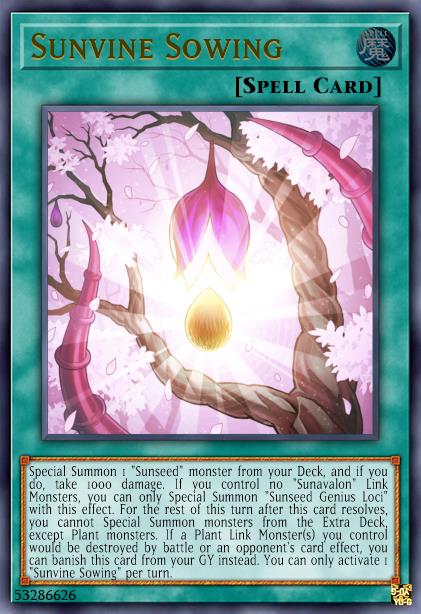 Sunvine Sowing
魔
[Spell Card]
Special Summon 1 "Sunseed" monster from your Deck, and if you
do, take 1000 damage. If you control no "Sunavalon" Link
Monsters, you can only Special Summon "Sunseed Genius Loci"
with this effect. For the rest of this turn after this card resolves,
you cannot Special Summon monsters from the Extra Deck,
except Plant monsters. If a Plant Link Monster(s) you control
would be destroyed by battle or an opponent's card effect, you
can banish this card from your GY instead. You can only activate 1
"Sunvine Sowing" per turn.
53286626